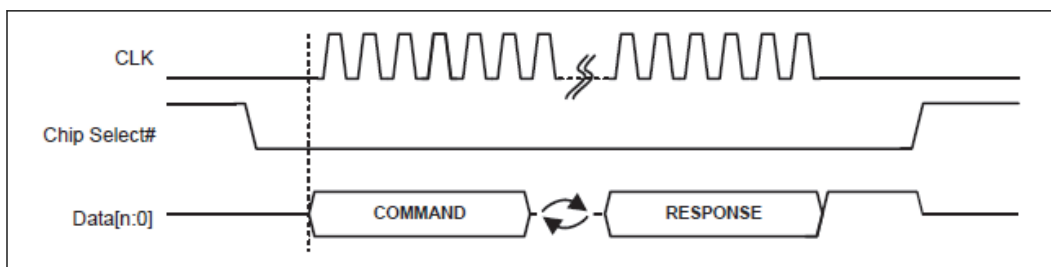 CLK
Chip Select#
Data[n:0]
COMMAND
RESPONSE